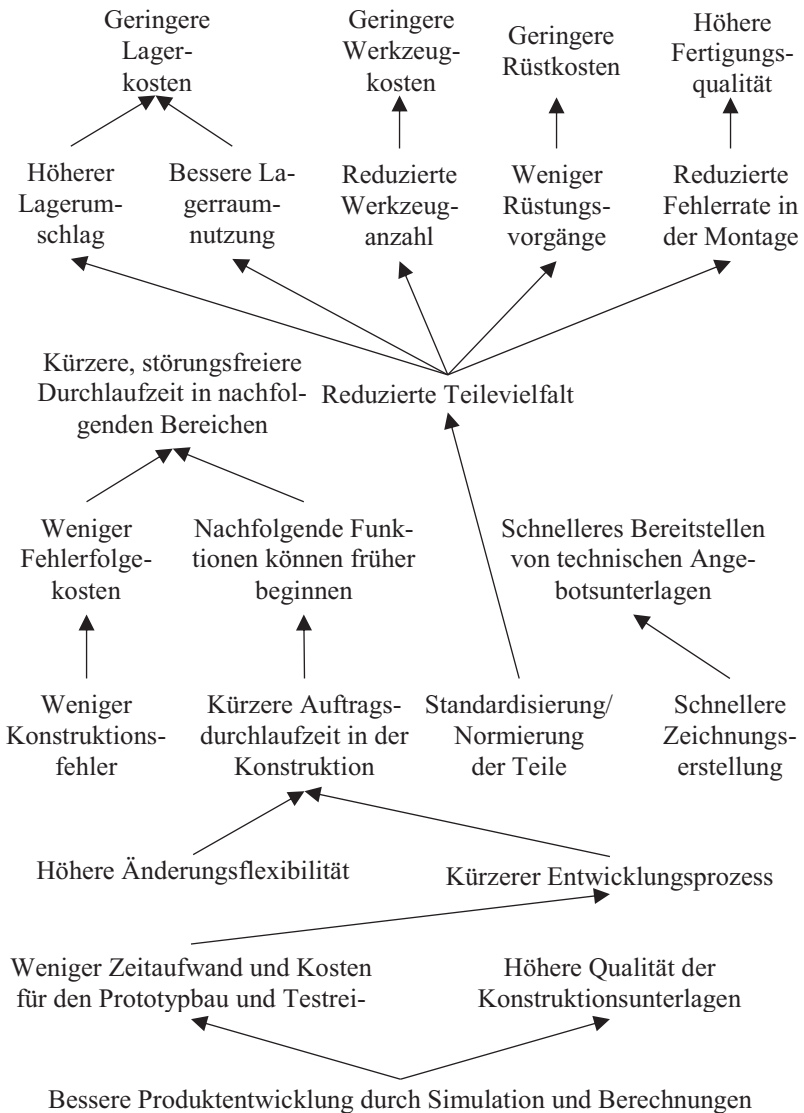 Geringere
Lager-
kosten
Geringere
Werkzeug-
kosten
Geringere
Rüstkosten
Höhere
Fertigungs-
qualität
Höherer
Lagerum-
schlag
Bessere La-
gerraum-
nutzung
Reduzierte
Werkzeug-
anzahl
Weniger
Rüstungs-
vorgänge
Reduzierte
Fehlerrate in
der Montage
Kürzere, störungsfreiere
Durchlaufzeit in nachfol-
genden Bereichen
Reduzierte Teilevielfalt
Weniger
Fehlerfolge-
kosten
Nachfolgende Funk-
tionen können früher
beginnen
Schnelleres Bereitstellen
von technischen Ange-
botsunterlagen
Weniger
Konstruktions-
fehler
Kürzere Auftrags-
durchlaufzeit in der
Konstruktion
Standardisierung/
Normierung
der Teile
Schnellere
Zeichnungs-
erstellung
Höhere Änderungsflexibilität
Kürzerer Entwicklungsprozess
Weniger Zeitaufwand und Kosten
für den Prototypbau und Testrei-
Höhere Qualität der
Konstruktionsunterlagen
Bessere Produktentwicklung durch Simulation und Berechnungen